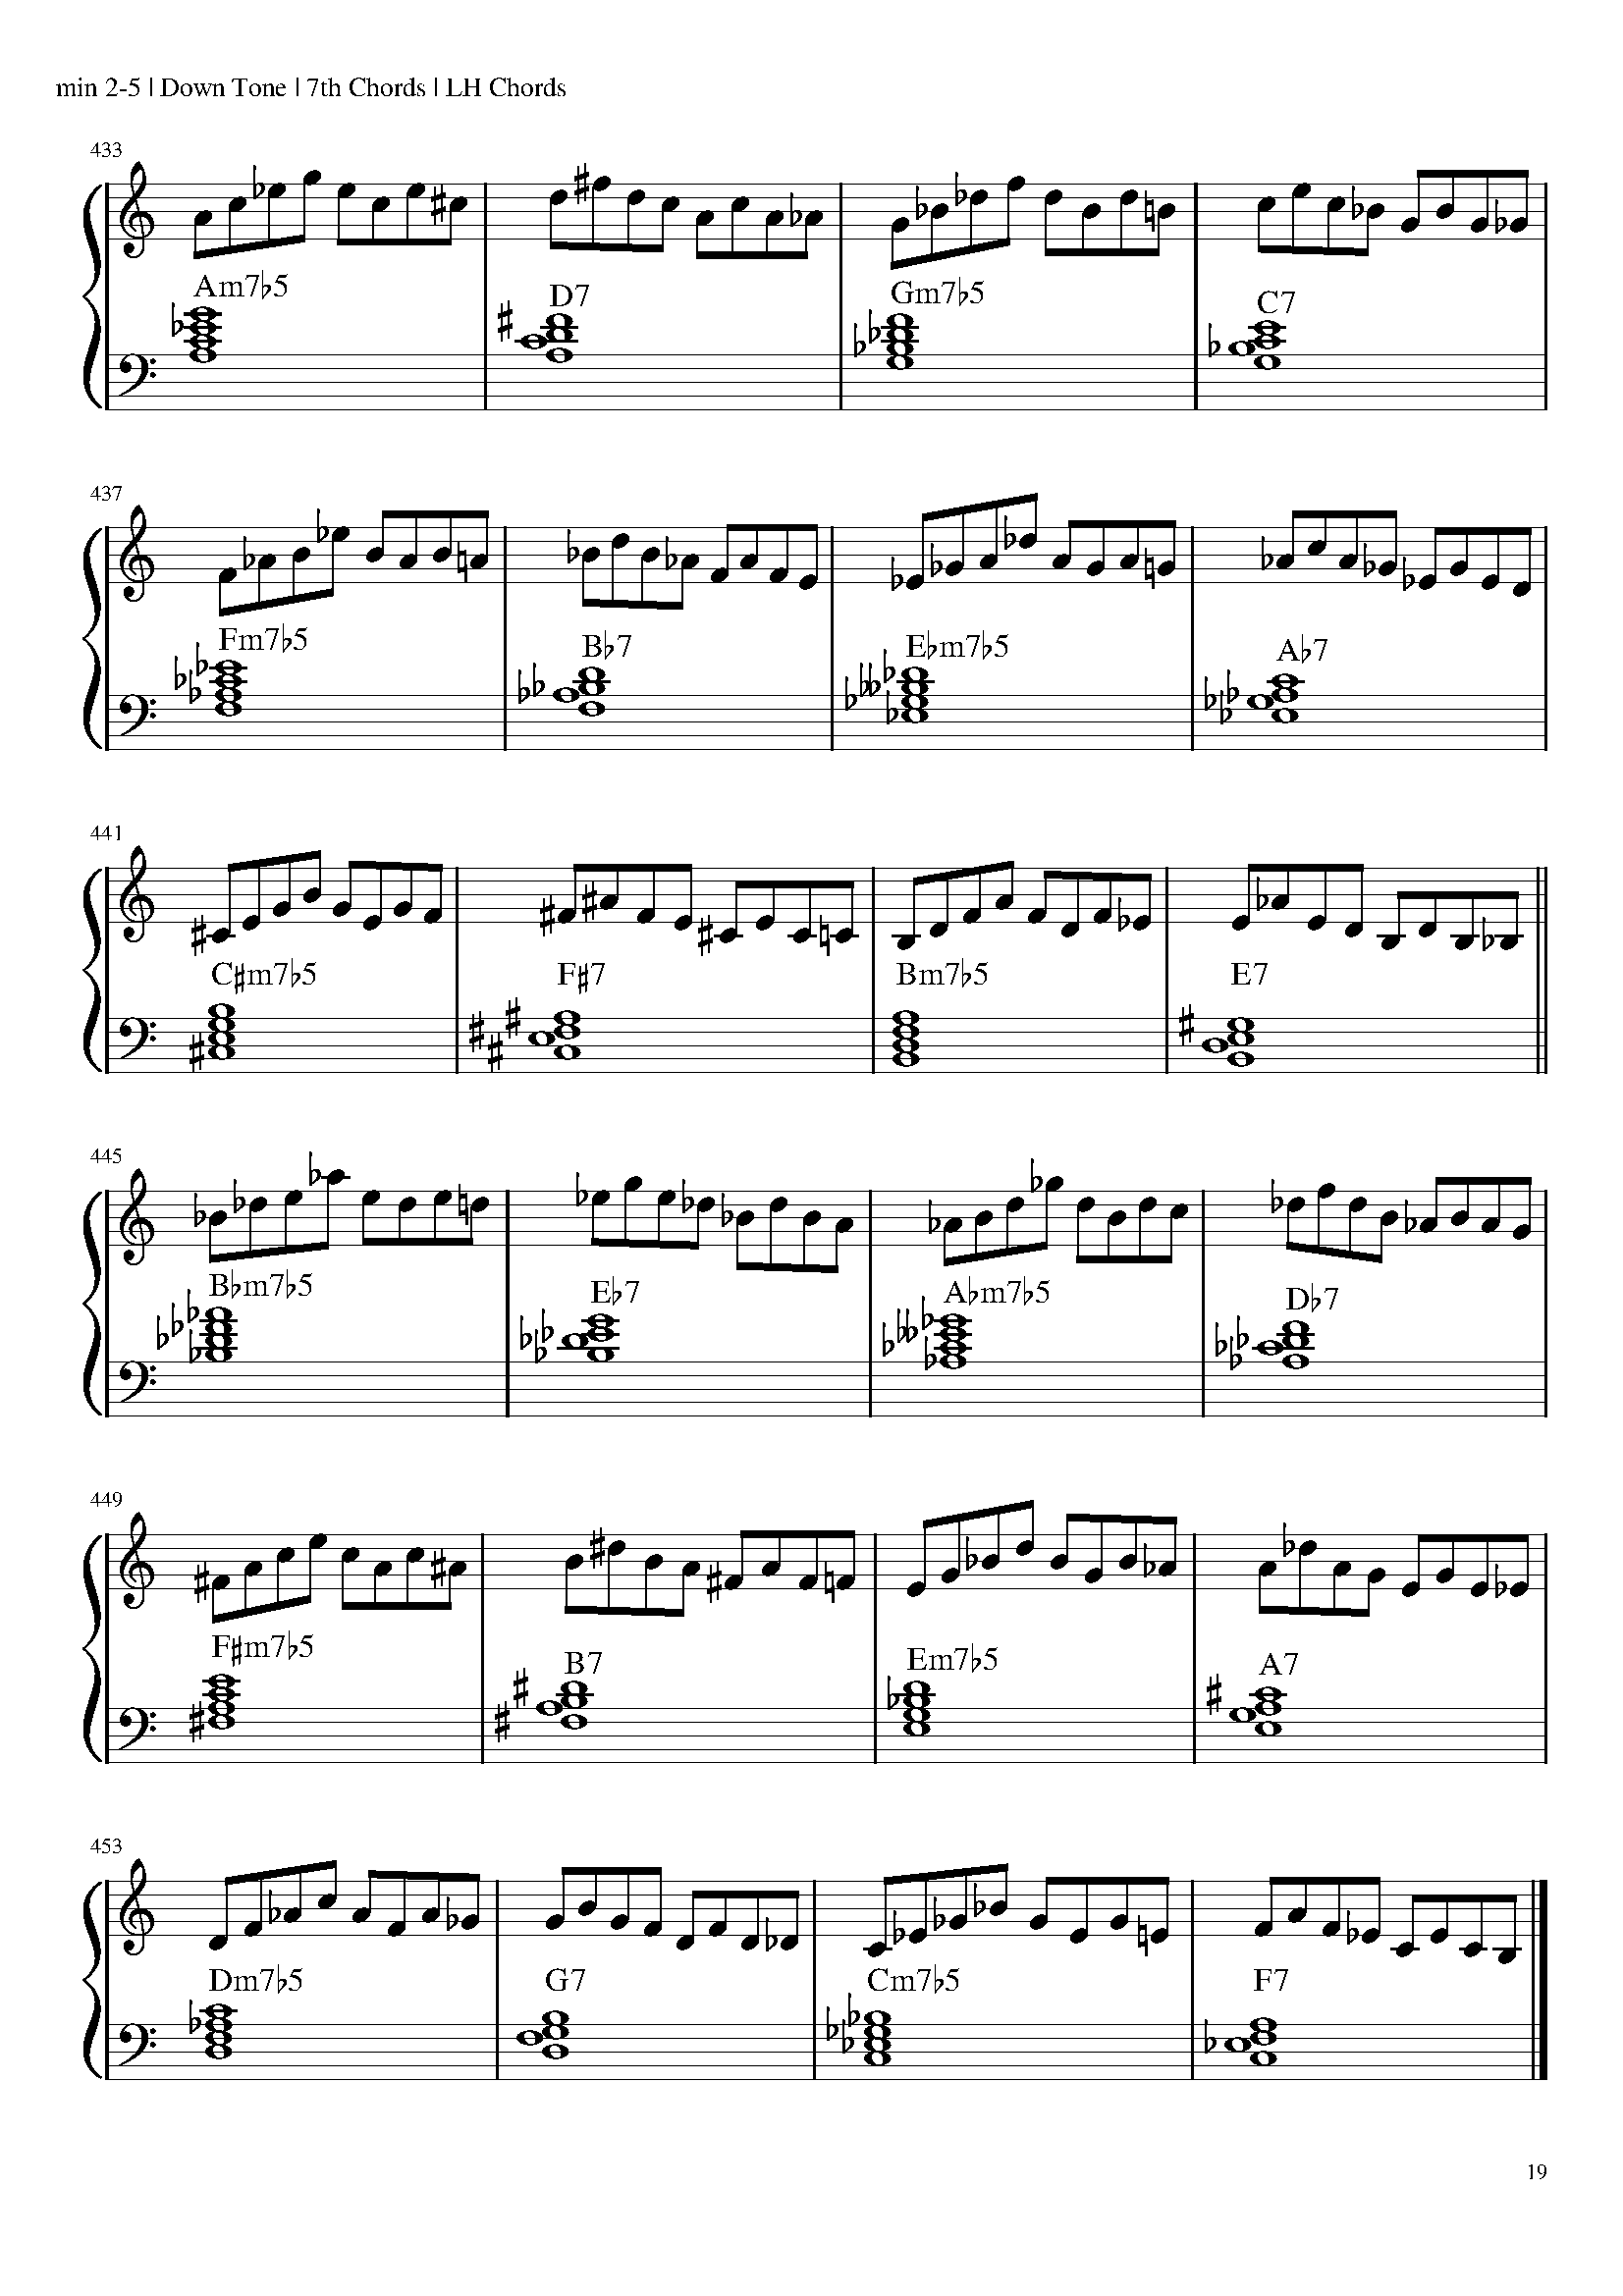 min 2-5 | Down Tone | 7th Chords | LH Chords
433
Am7♭5 D7 Gm7♭5 C7
437
Fm7♭5 B♭7 E♭m7♭5 A♭7
441
C♯m7♭5 F♯7 Bm7♭5 E7
445
B♭m7♭5 E♭7 A♭m7♭5 D♭7
449
F♯m7♭5 B7 Em7♭5 A7
453
Dm7♭5 G7 Cm7♭5 F7
19